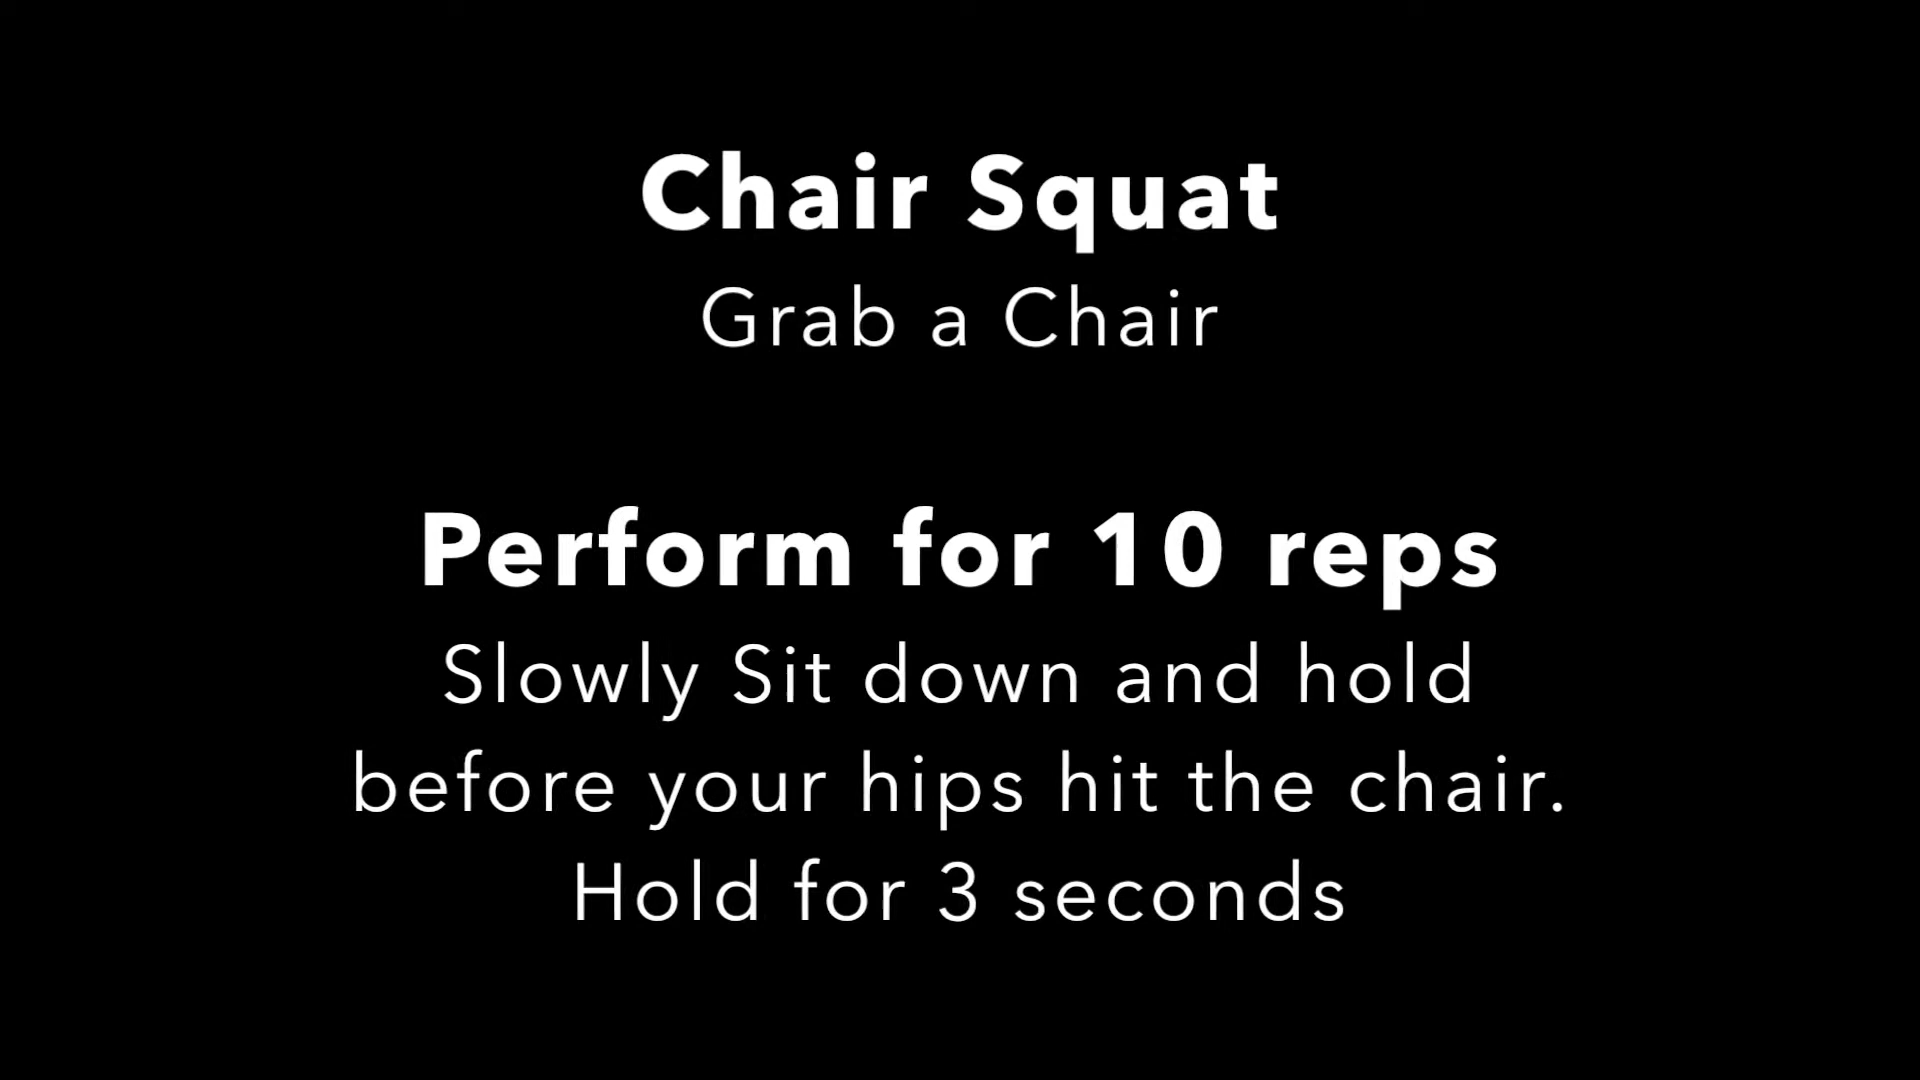 Chair Squat
Grab a Chair
Perform for 10 reps
Slowly Sit down and hold
before your hips hit the chair.
Hold for 3 seconds